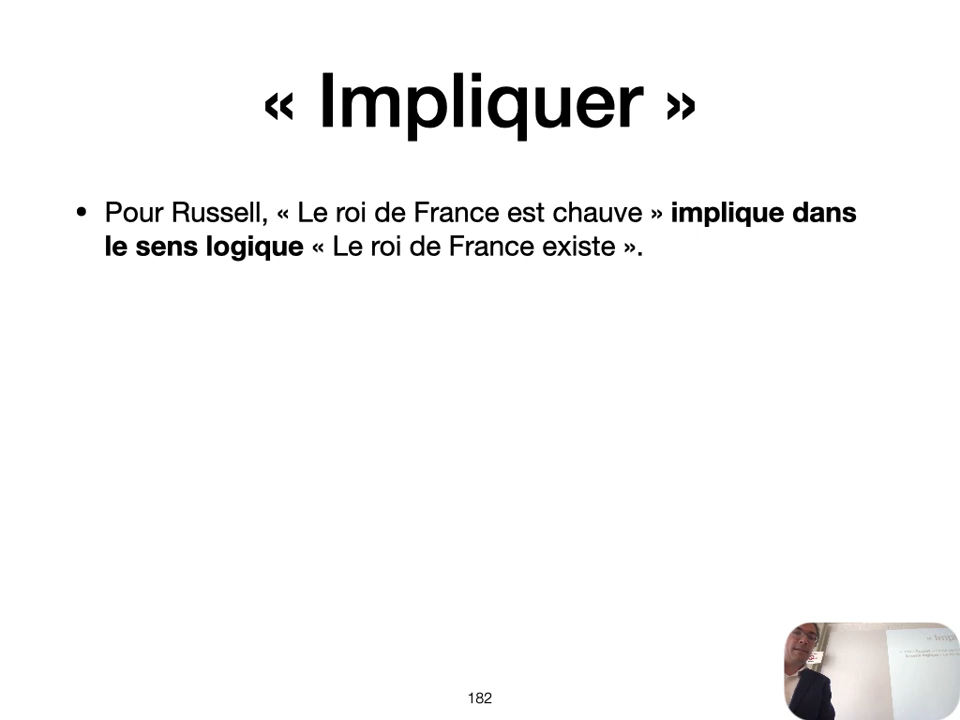 « Impliquer »
• Pour Russell, « Le roi de France est chauve » implique dans
le sens logique « Le roi de France existe ».
182